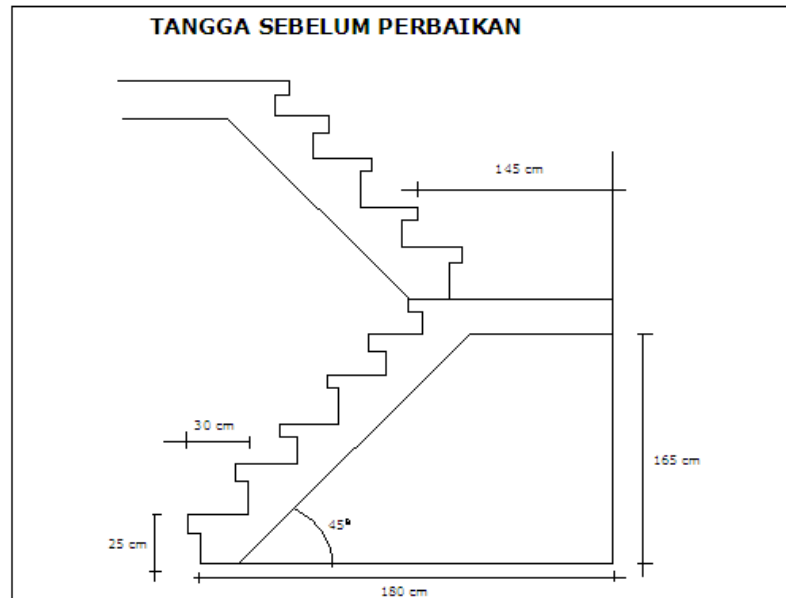 TANGGA SEBELUM PERBAIKAN
145 cm
30 cm
165 cm
45°
25 cm
180 cm